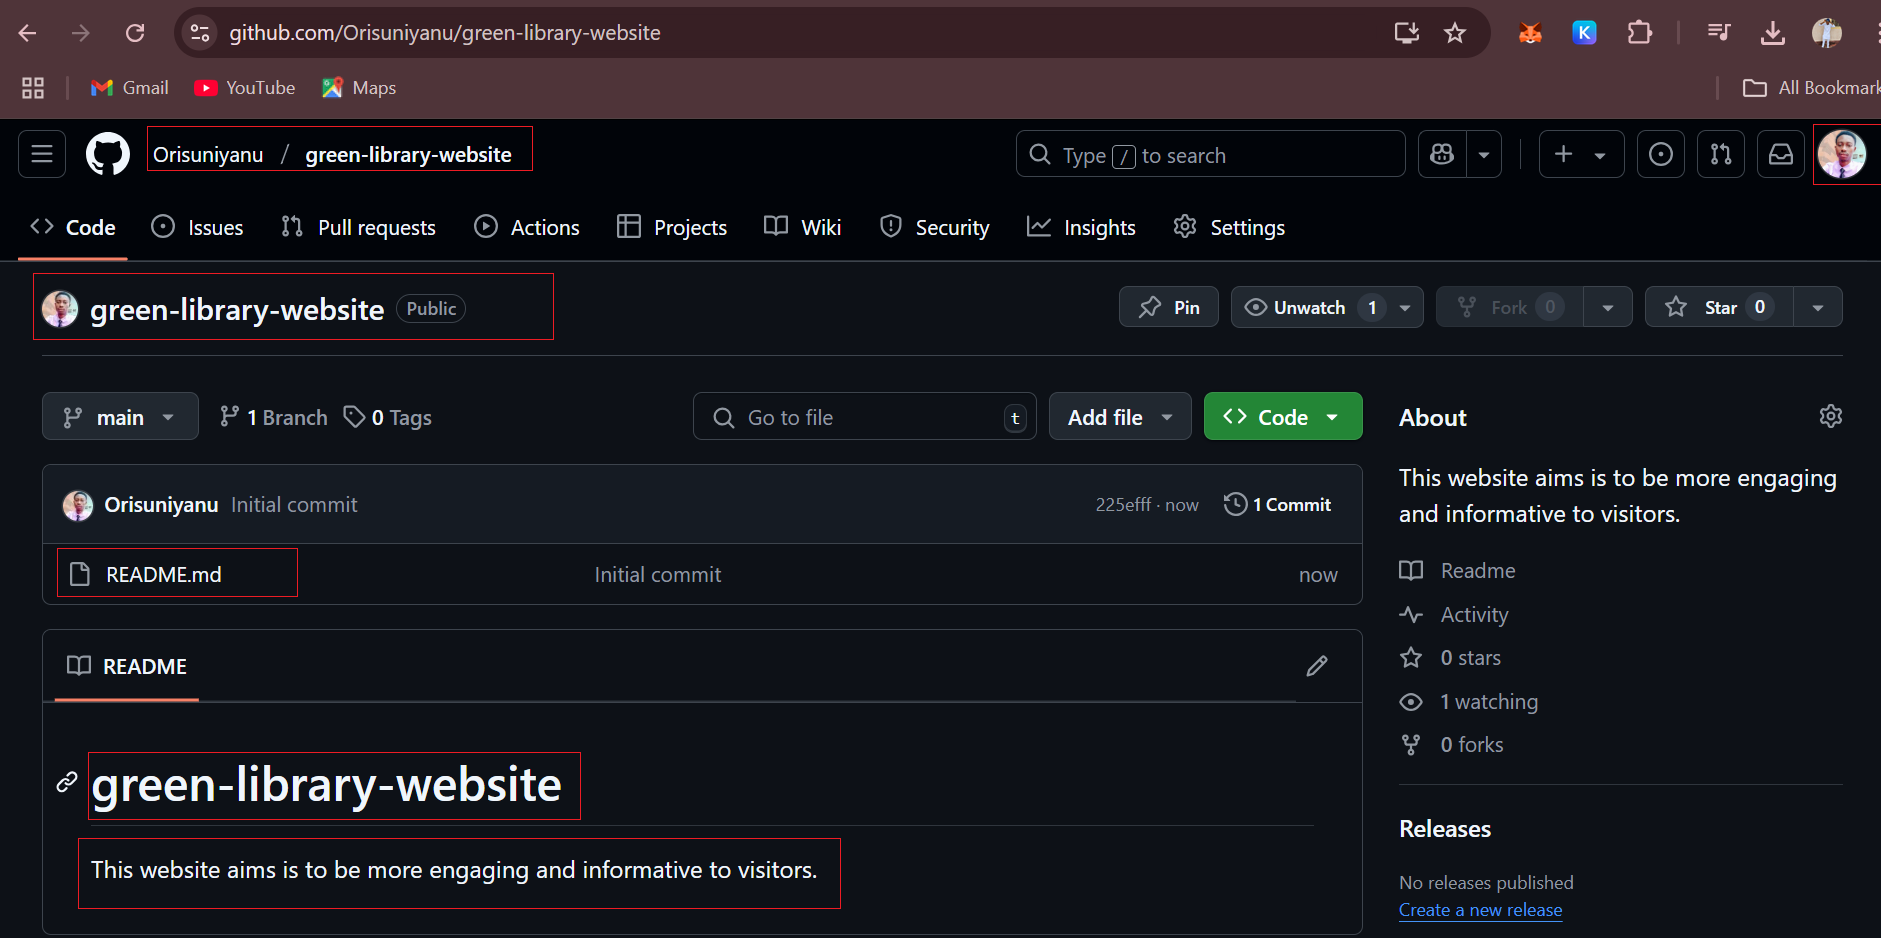 github.com/Orisuniyanu/green-library-website
K
Gmail YouTube Maps All Bookmark
Orisuniyanu / green-library-website Type / to search
Code Issues Pull requests Actions Projects Wiki Security Insights Settings
green-library-website Public Pin Unwatch 1 Fork 0 Star 0
main 1 Branch 0 Tags Go to file t Add file Code
Orisuniyanu Initial commit 225efff · now 1 Commit
README.md Initial commit now
README
green-library-website
This website aims is to be more engaging and informative to visitors.
About
This website aims is to be more engaging
and informative to visitors.
Readme
Activity
0 stars
1 watching
0 forks
Releases
No releases published
Create a new release